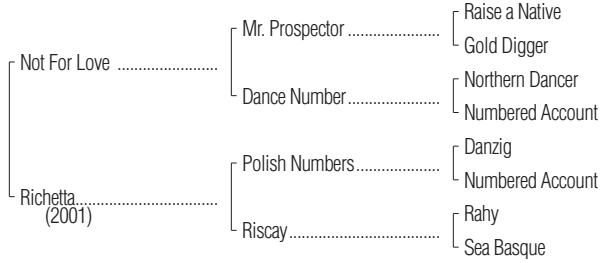 Raise a Native
Mr. Prospector ......................
Gold Digger
Not For Love ........................
Northern Dancer
Dance Number......................
Numbered Account
Danzig
Polish Numbers....................
Numbered Account
Richetta..................................
(2001)
Rahy
Riscay....................................
Sea Basque